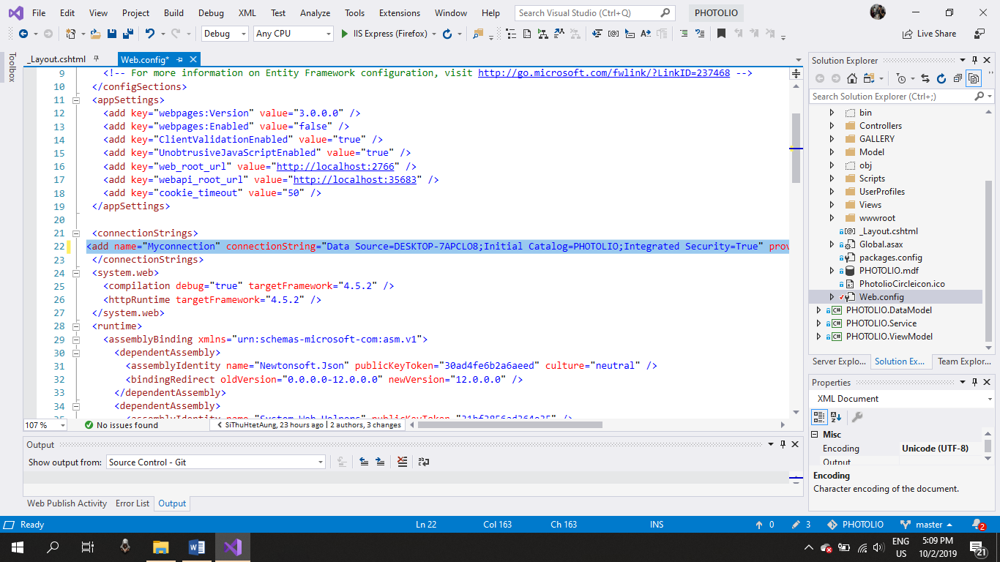 File Edit View Project Build Debug XML Test Analyze Tools Extensions Window Help Search Visual Studio (Ctrl+Q) PHOTOLIO
Debug Any CPU IIS Express (Firefox) Live Share
Toolbox
_Layout.cshtml Web.config*
9 <!-- For more information on Entity Framework configuration, visit http://go.microsoft.com/fwlink/?LinkID=237468 -->
10 </configSections>
11 <appSettings>
12 <add key="webpages:Version" value="3.0.0.0" />
13 <add key="webpages:Enabled" value="false" />
14 <add key="ClientValidationEnabled" value="true" />
15 <add key="UnobtrusiveJavaScriptEnabled" value="true" />
16 <add key="web_root_url" value="http://localhost:2766" />
17 <add key="webapi_root_url" value="http://localhost:35683" />
18 <add key="cookie_timeout" value="50" />
19 </appSettings>
20
21 <connectionStrings>
22 <add name="Myconnection" connectionString="Data Source=DESKTOP-7APCLO8;Initial Catalog=PHOTOLIO;Integrated Security=True" prov
23 </connectionStrings>
24 <system.web>
25 <compilation debug="true" targetFramework="4.5.2" />
26 <httpRuntime targetFramework="4.5.2" />
27 </system.web>
28 <runtime>
29 <assemblyBinding xmlns="urn:schemas-microsoft-com:asm.v1">
30 <dependentAssembly>
31 <assemblyIdentity name="Newtonsoft.Json" publicKeyToken="30ad4fe6b2a6aeed" culture="neutral" />
32 <bindingRedirect oldVersion="0.0.0.0-12.0.0.0" newVersion="12.0.0.0" />
33 </dependentAssembly>
34 <dependentAssembly>
107 % No issues found SiThuHtetAung, 23 hours ago | 2 authors, 3 changes
Output
Show output from: Source Control - Git
Web Publish Activity Error List Output
Solution Explorer
Search Solution Explorer (Ctrl+;)
bin
Controllers
GALLERY
Model
obj
Scripts
UserProfiles
Views
wwwroot
_Layout.cshtml
Global.asax
packages.config
PHOTOLIO.mdf
PhotolioCircleicon.ico
Web.config
PHOTOLIO.DataModel
PHOTOLIO.Service
PHOTOLIO.ViewModel
Server Explo... Solution Ex... Team Explor...
Properties
XML Document
Misc
Encoding Unicode (UTF-8)
Output
Encoding
Character encoding of the document.
Ready Ln 22 Col 163 Ch 163 INS 0 3 PHOTOLIO master 2
ENG 5:09 PM
US 10/2/2019 21